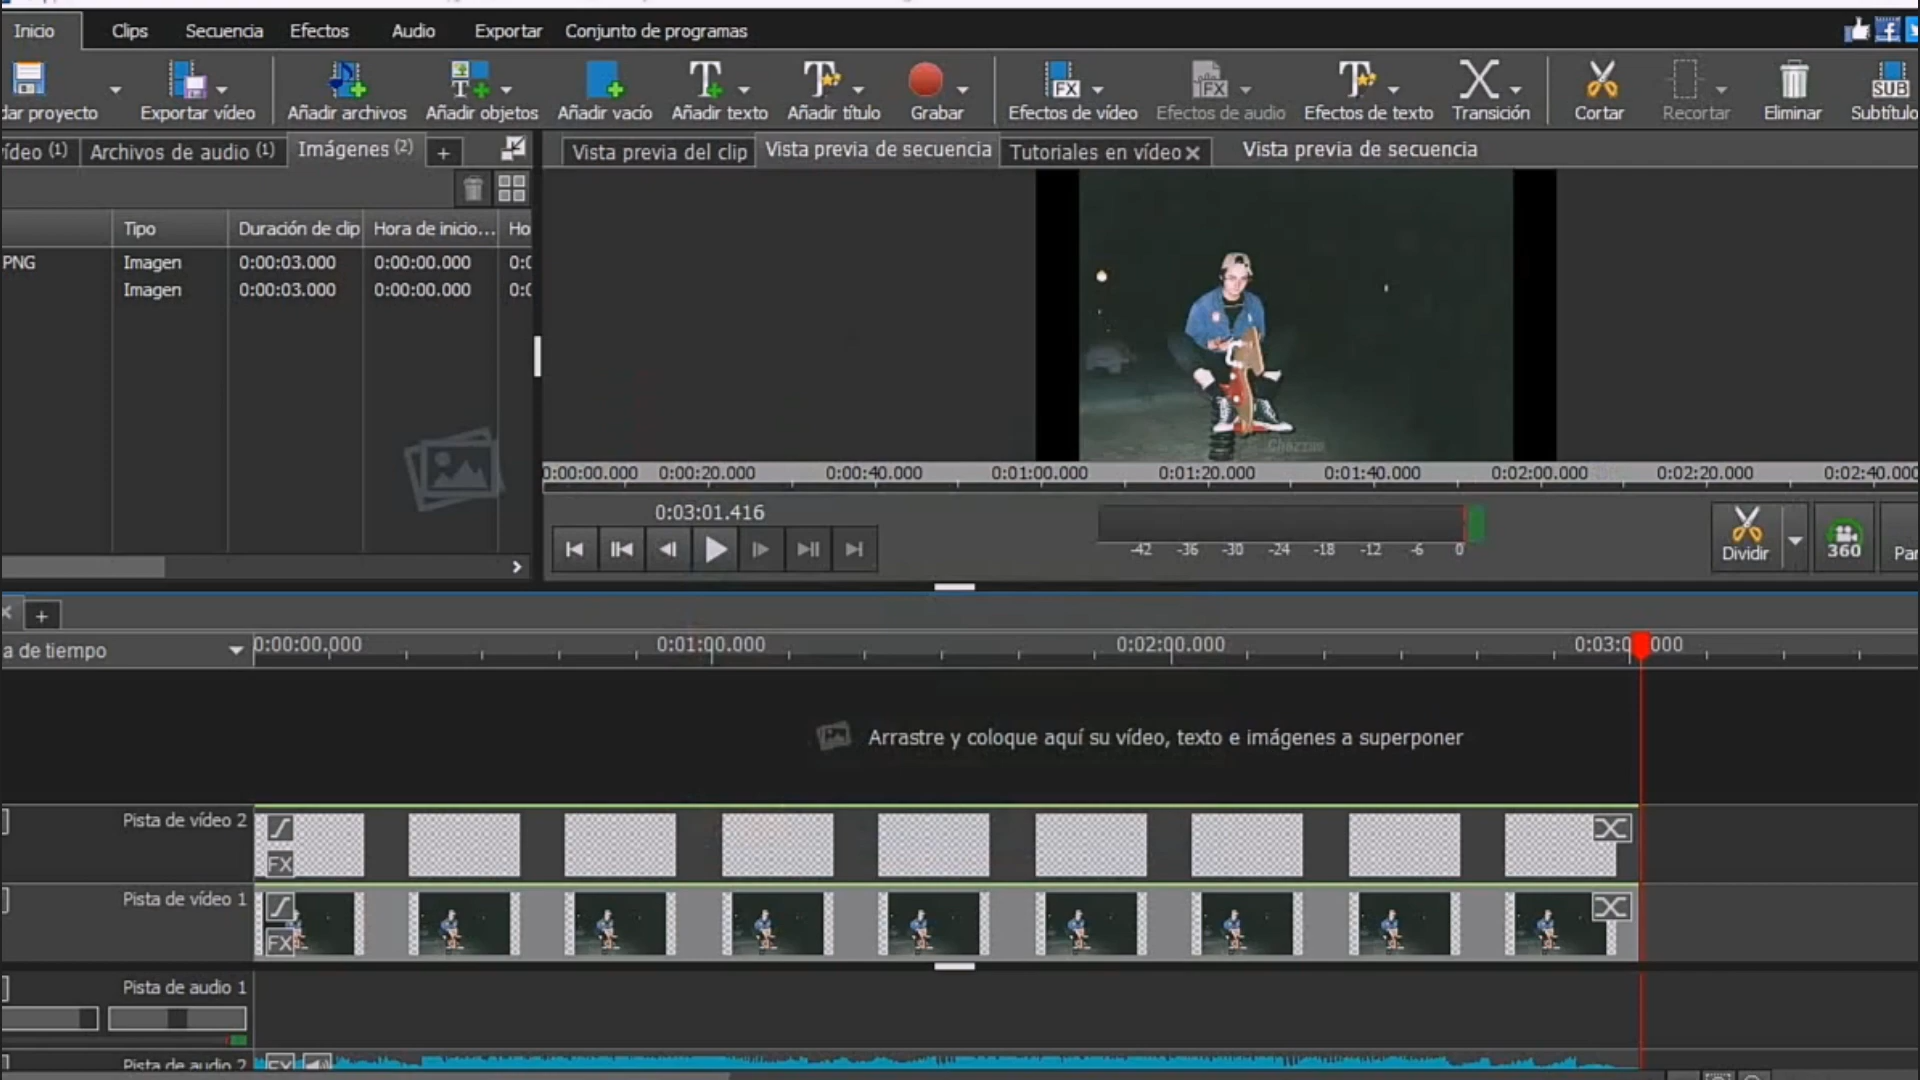 Inicio Clips Secuencia Efectos Audio Exportar Conjunto de programas
dar proyecto Exportar vídeo Añadir archivos Añadir objetos Añadir vacío Añadir texto Añadir título Grabar Efectos de vídeo Efectos de audio Efectos de texto Transición Cortar Recortar Eliminar Subtítulo
ídeo (1) Archivos de audio (1) Imágenes (2) + Vista previa del clip Vista previa de secuencia Tutoriales en vídeo Vista previa de secuencia
Tipo Duración de clip Hora de inicio... Ho
PNG Imagen 0:00:03.000 0:00:00.000 0:0
Imagen 0:00:03.000 0:00:00.000 0:0
Chazzam
0:00:00.000 0:00:20.000 0:00:40.000 0:01:00.000 0:01:20.000 0:01:40.000 0:02:00.000 0:02:20.000 0:02:40.000
0:03:01.416
-42 -36 -30 -24 -18 -12 -6 0
Dividir 360 Par
+
a de tiempo 0:00:00.000 0:01:00.000 0:02:00.000 0:03:0 000
Arrastre y coloque aquí su vídeo, texto e imágenes a superponer
Pista de vídeo 2
FX
Pista de vídeo 1
FX
Pista de audio 1
Pista de audio 2 FX